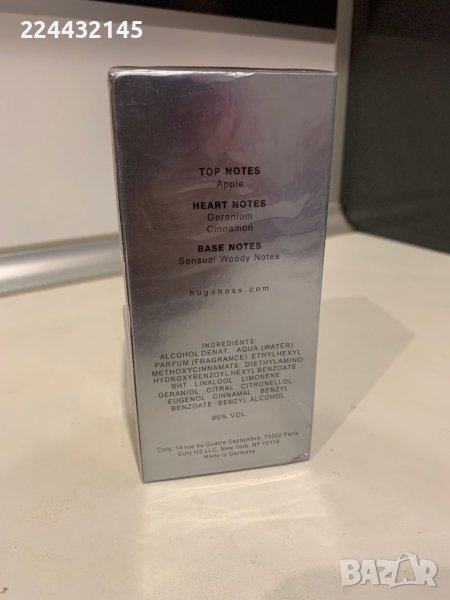 224432145
TOP NOTES
Apple
HEART NOTES
Geranium
Cinnamon
BASE NOTES
Sensual Woody Notes
hugoboss.com
INGREDIENTS:
ALCOHOL DENAT. · AQUA (WATER)
PARFUM (FRAGRANCE) ETHYLHEXYL
METHOXYCINNAMATE DIETHYLAMINO
HYDROXYBENZOYL HEXYL BENZOATE
BHT LINALOOL LIMONENE
GERANIOL CITRAL CITRONELLOL
EUGENOL CINNAMAL BENZYL
BENZOATE BENZYL ALCOHOL
80% VOL.
Coty, 14 rue du Quatre Septembre, 75002 Paris
Coty US LLC, New York, NY 10118
Made in Germany
BAZAR